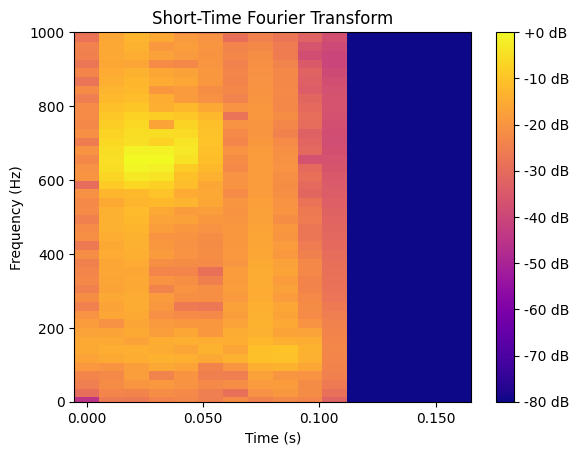 Short-Time Fourier Transform
Frequency (Hz)
1000
800
600
400
200
0
0.000
0.050
0.100
0.150
Time (s)
+0 dB
-10 dB
-20 dB
-30 dB
-40 dB
-50 dB
-60 dB
-70 dB
-80 dB